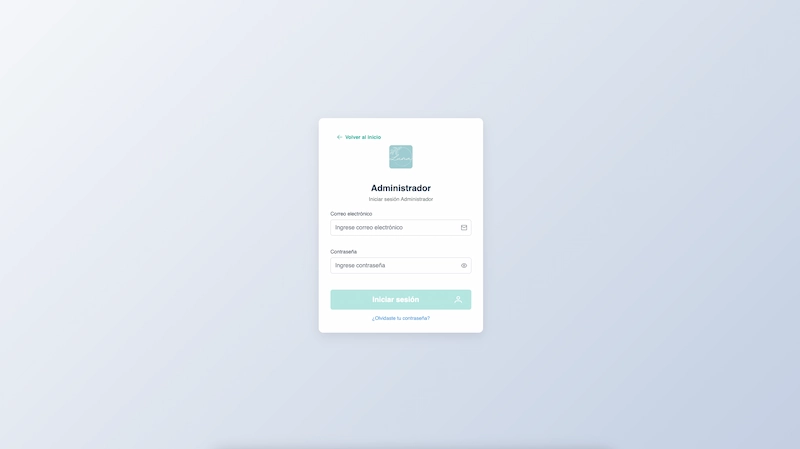 Volver al inicio
Administrador
Iniciar sesión Administrador
Correo electrónico
Ingrese correo electrónico
Contraseña
Ingrese contraseña
Iniciar sesión
¿Olvidaste tu contraseña?